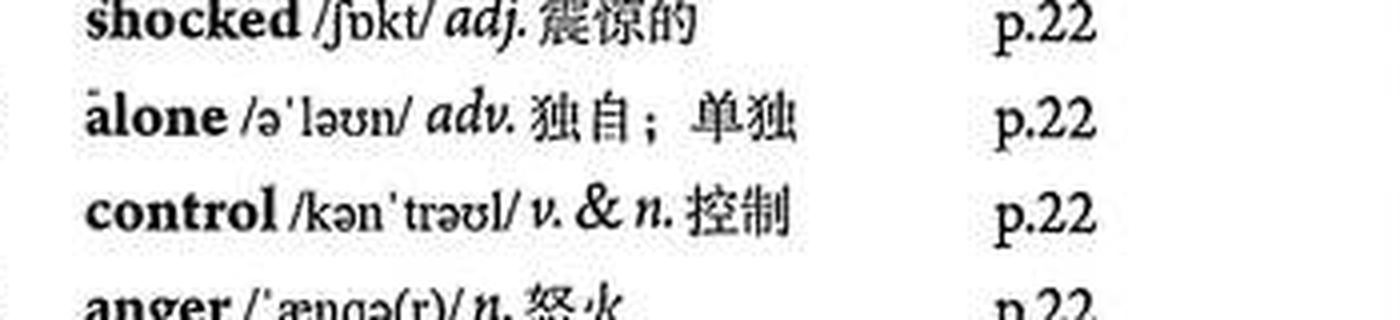 shocked /ʃɒkt/ adj. 震惊的 p.22
alone /əˈləʊn/ adv. 独自；单独 p.22
control /kənˈtrəʊl/ v. & n. 控制 p.22
anger /ˈæŋɡə(r)/ n. 怒火 p.22